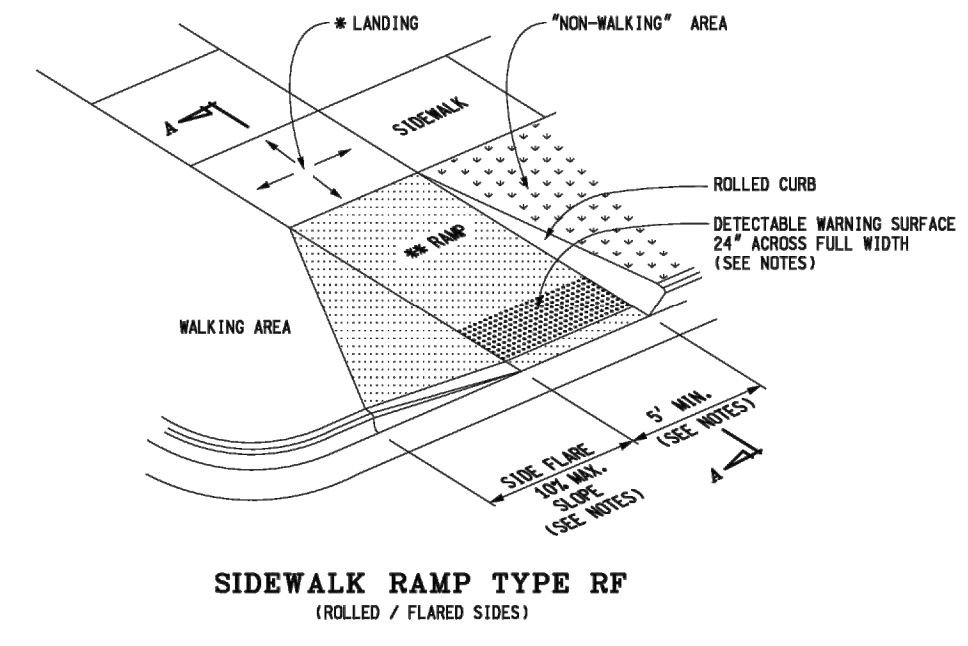 * LANDING
"NON-WALKING" AREA
A
SIDEWALK
ROLLED CURB
DETECTABLE WARNING SURFACE
24" ACROSS FULL WIDTH
(SEE NOTES)
** RAMP
WALKING AREA
5' MIN.
(SEE NOTES)
SIDE FLARE
10% MAX.
SLOPE
(SEE NOTES)
A
SIDEWALK RAMP TYPE RF
(ROLLED / FLARED SIDES)